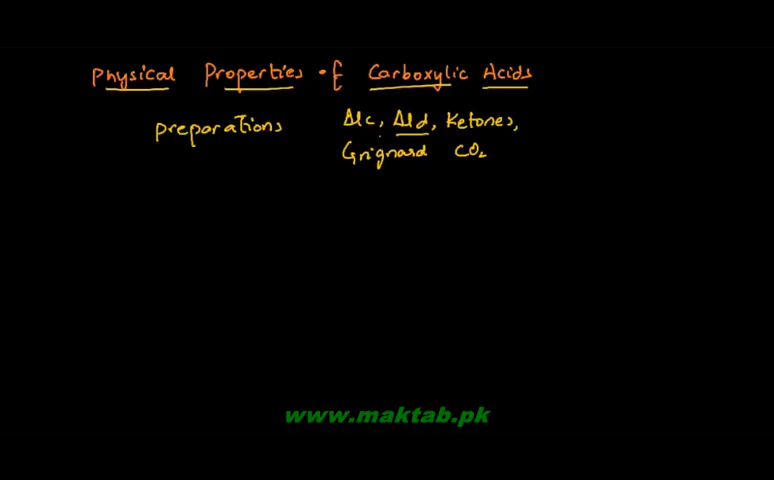 Physical Properties of Carboxylic Acids
preparations Alc, Ald, Ketones,
Grignard CO₂
www.maktab.pk